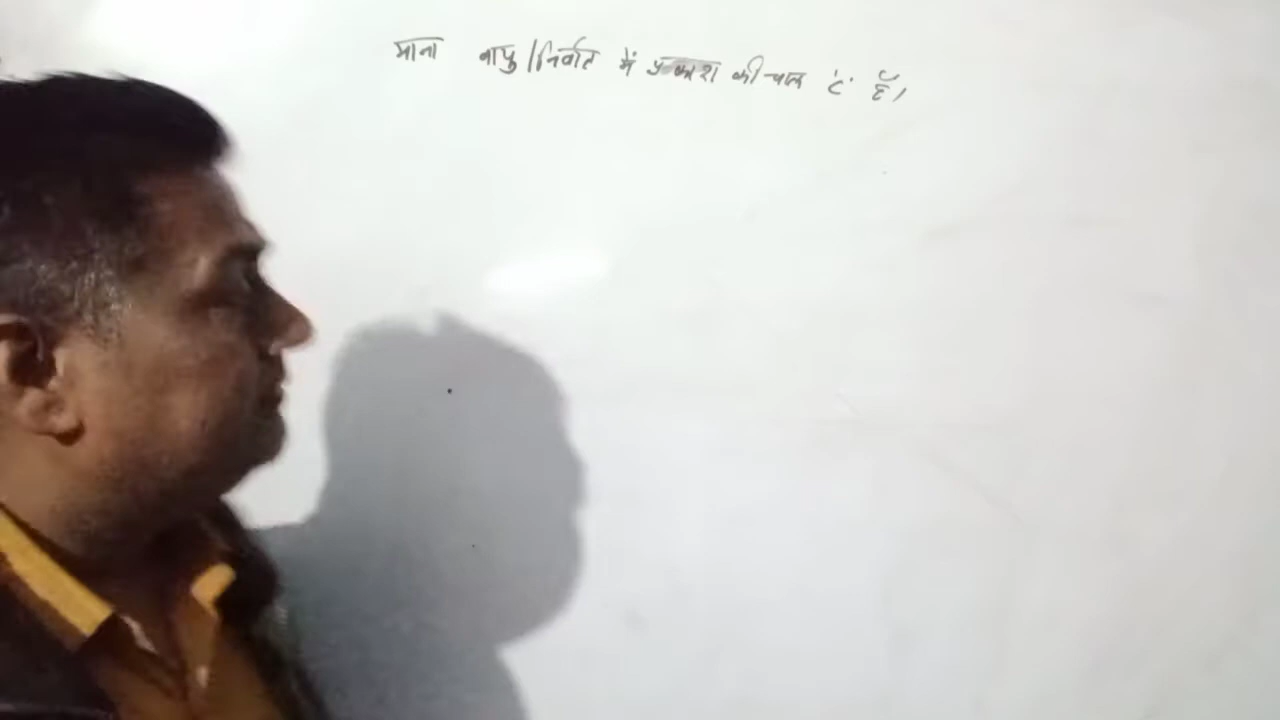 माना वायु/निर्वात में प्रकाश की चाल 'c' है,